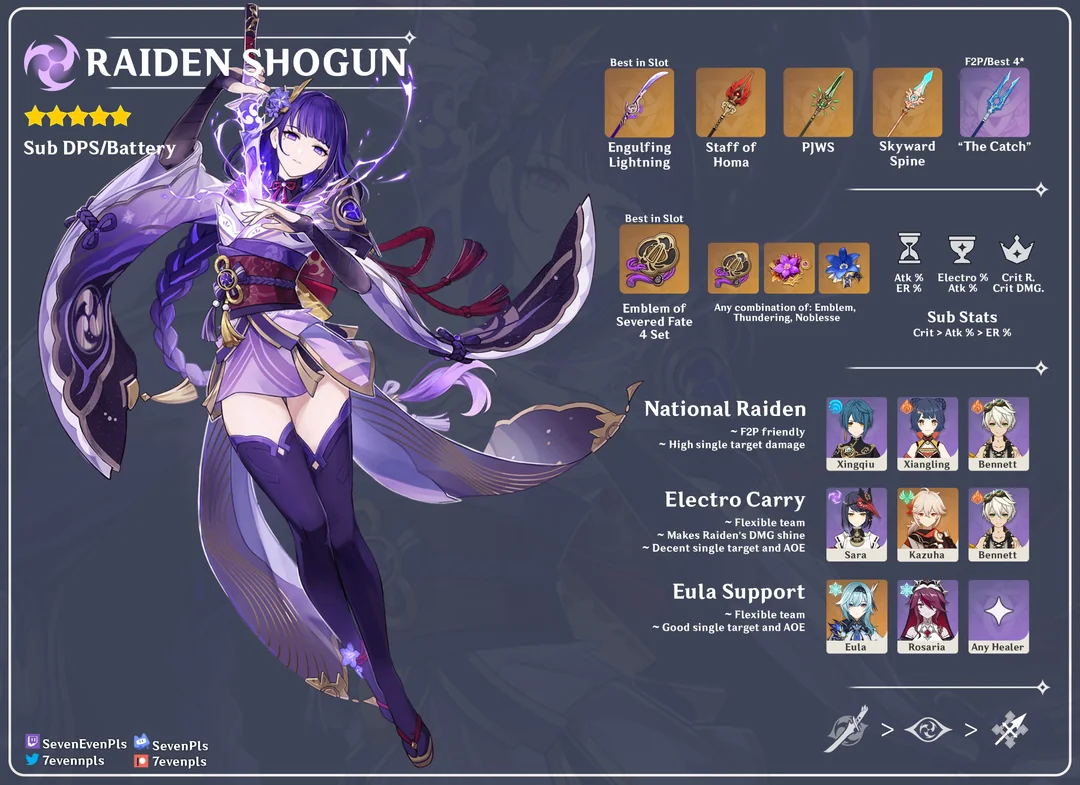 RAIDEN SHOGUN
Sub DPS/Battery
Best in Slot
F2P/Best 4*
Engulfing
Lightning
Staff of
Homa
PJWS
Skyward
Spine
"The Catch"
Best in Slot
Emblem of
Severed Fate
4 Set
Any combination of: Emblem,
Thundering, Noblesse
Atk %
ER %
Electro %
Atk %
Crit R.
Crit DMG.
Sub Stats
Crit > Atk % > ER %
National Raiden
~ F2P friendly
~ High single target damage
Xingqiu
Xiangling
Bennett
Electro Carry
~ Flexible team
~ Makes Raiden's DMG shine
~ Decent single target and AOE
Sara
Kazuha
Bennett
Eula Support
~ Flexible team
~ Good single target and AOE
Eula
Rosaria
Any Healer
> >
SevenEvenPls
SevenPls
7evennpls
7evenpls